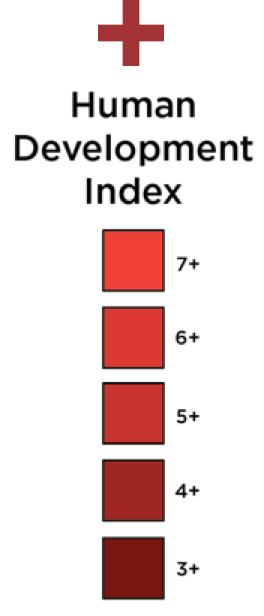 Human
Development
Index
7+
6+
5+
4+
3+